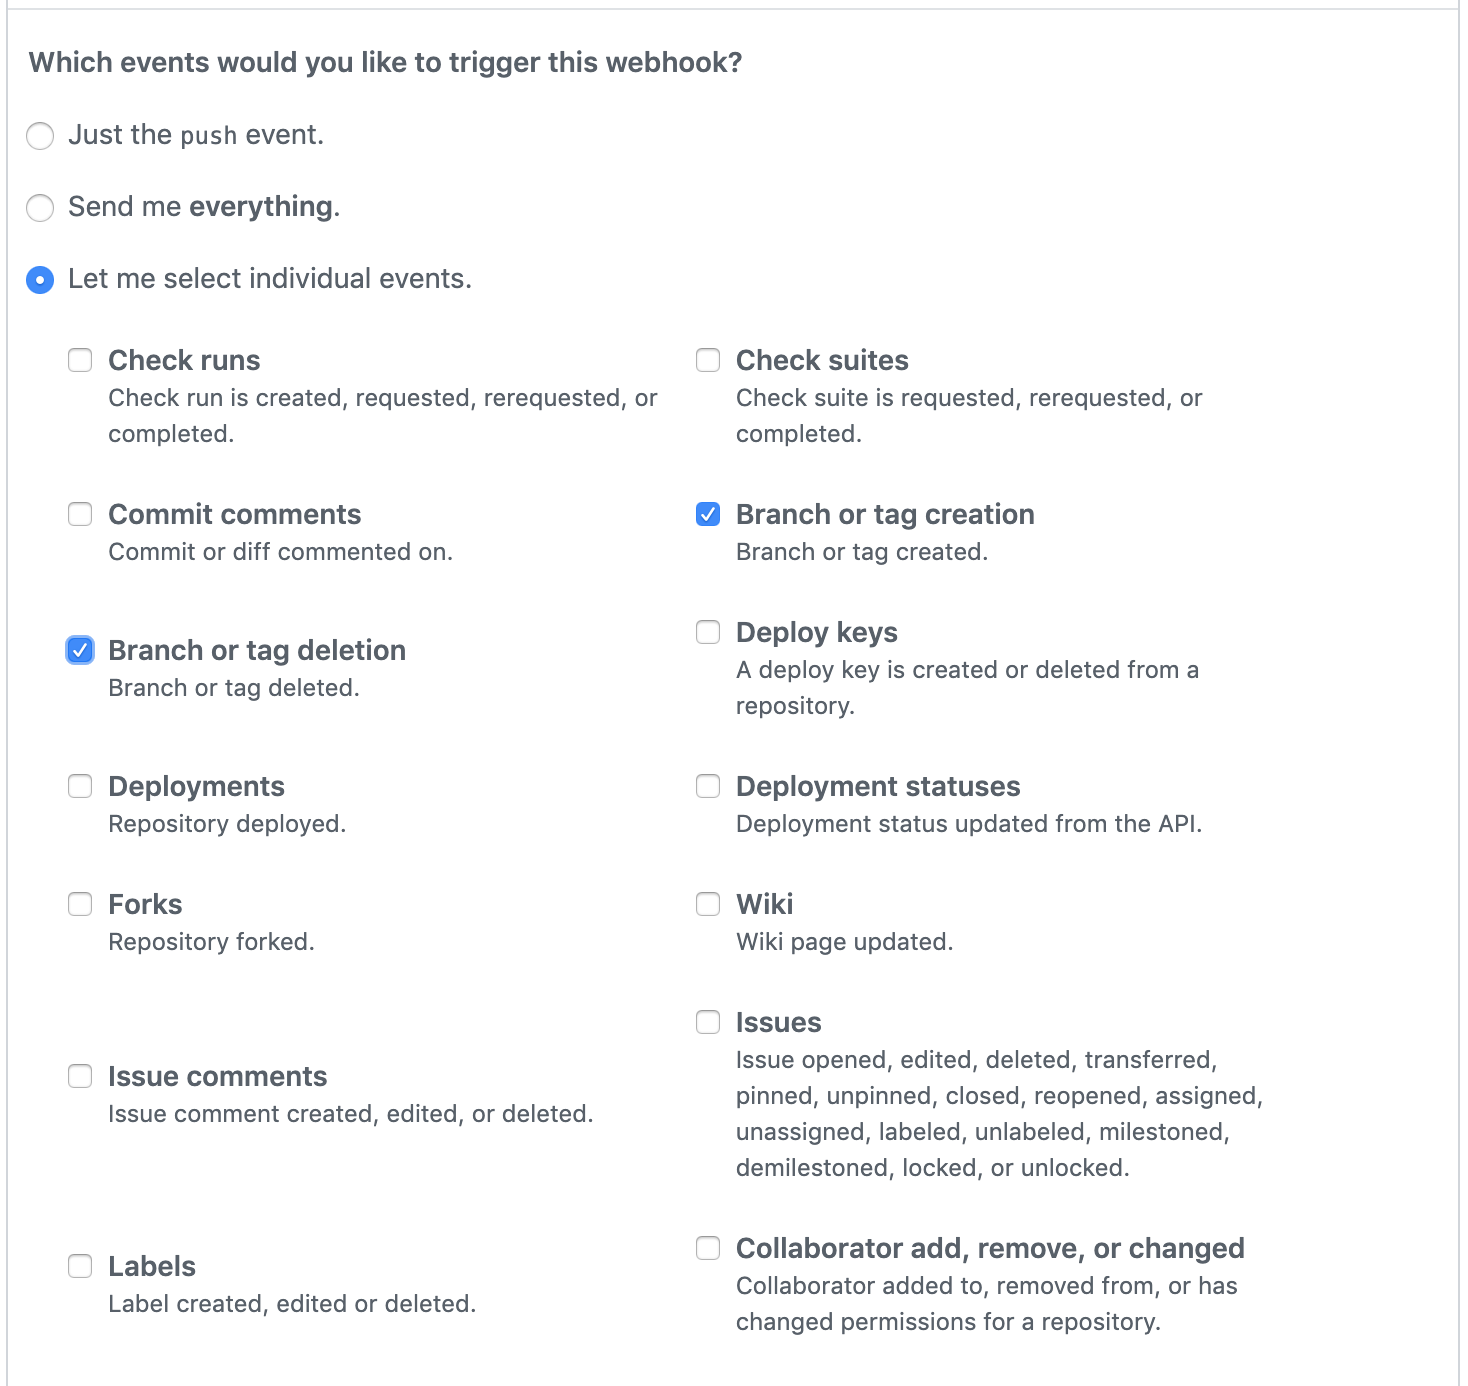 Which events would you like to trigger this webhook?
Just the push event.
Send me everything.
Let me select individual events.
Check runs
Check run is created, requested, rerequested, or
completed.
Check suites
Check suite is requested, rerequested, or
completed.
Commit comments
Commit or diff commented on.
Branch or tag creation
Branch or tag created.
Branch or tag deletion
Branch or tag deleted.
Deploy keys
A deploy key is created or deleted from a
repository.
Deployments
Repository deployed.
Deployment statuses
Deployment status updated from the API.
Forks
Repository forked.
Wiki
Wiki page updated.
Issue comments
Issue comment created, edited, or deleted.
Issues
Issue opened, edited, deleted, transferred,
pinned, unpinned, closed, reopened, assigned,
unassigned, labeled, unlabeled, milestoned,
demilestoned, locked, or unlocked.
Labels
Label created, edited or deleted.
Collaborator add, remove, or changed
Collaborator added to, removed from, or has
changed permissions for a repository.